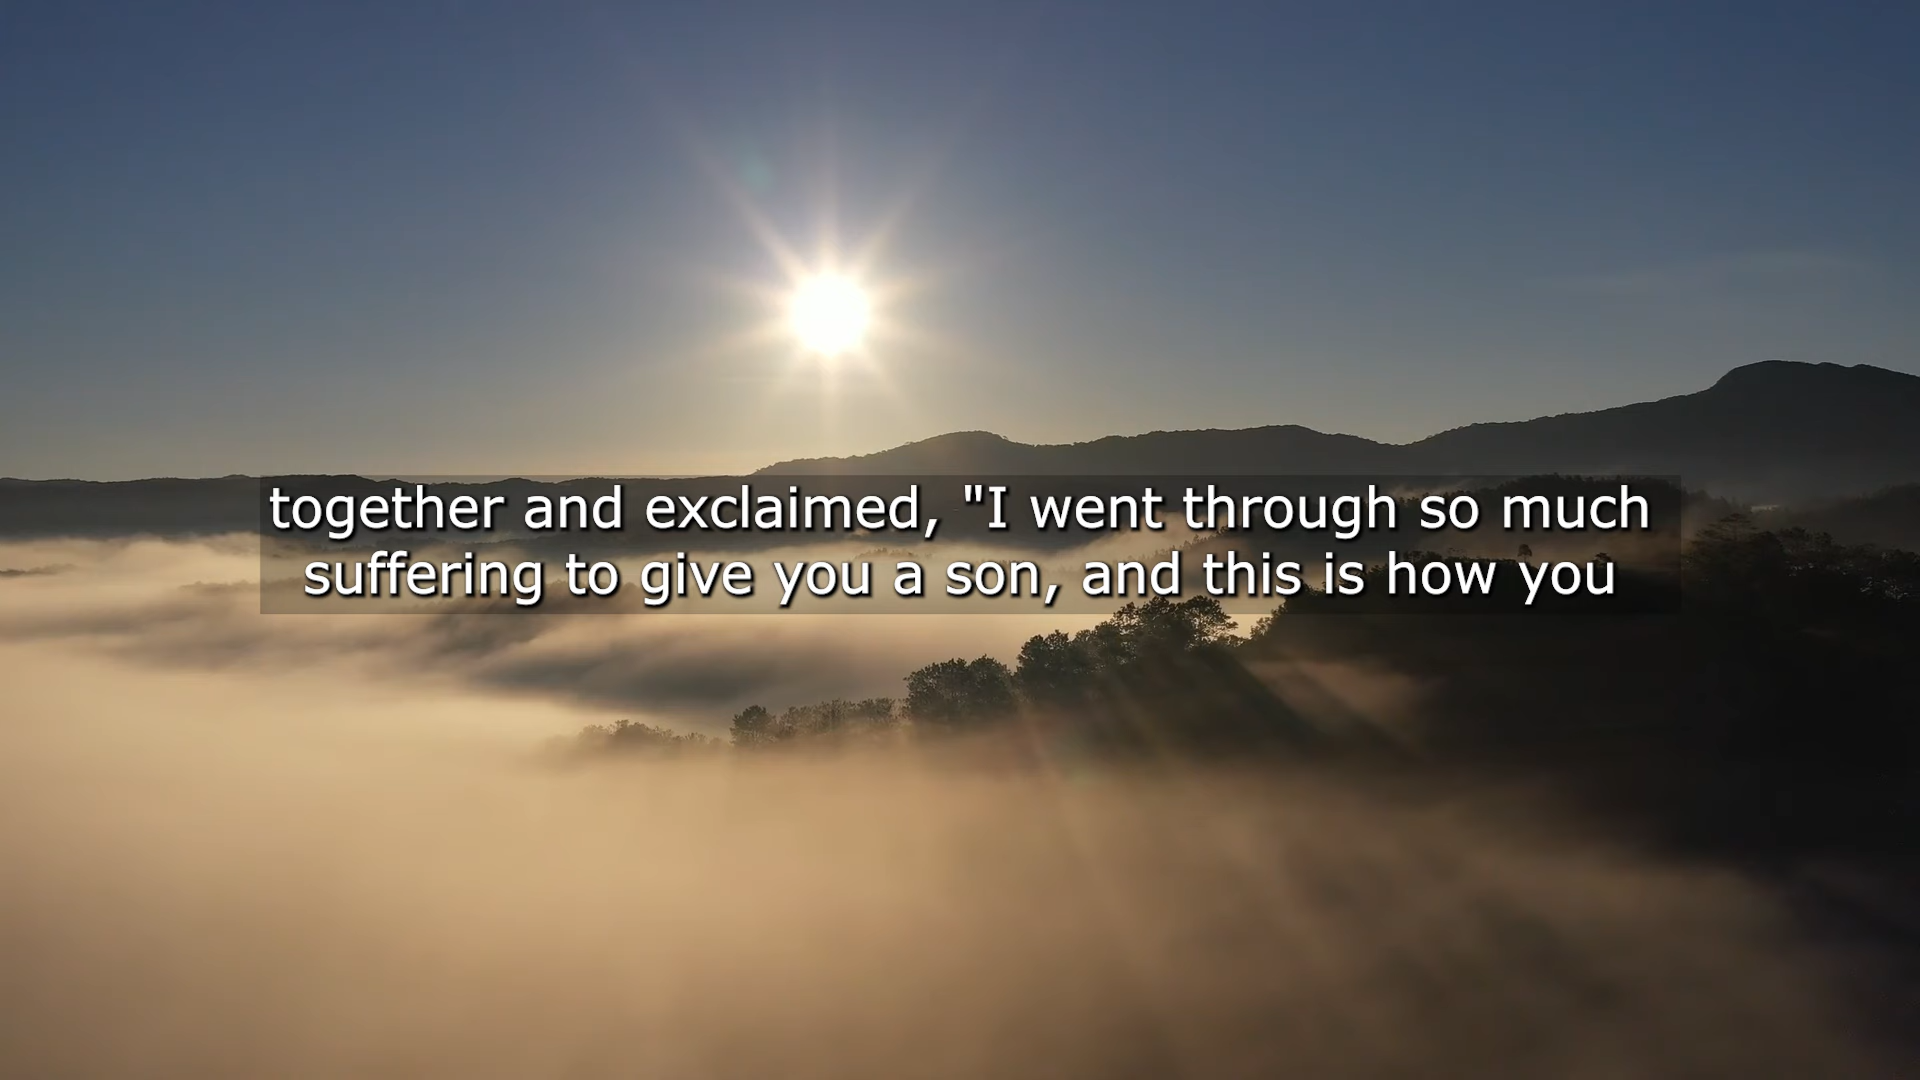 together and exclaimed, "I went through so much
suffering to give you a son, and this is how you